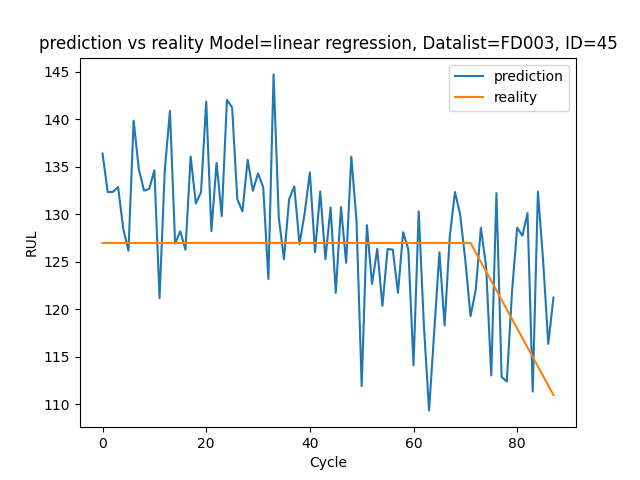 prediction vs reality Model=linear regression, Datalist=FD003, ID=45
prediction
reality
145
140
135
130
125
120
115
110
RUL
0 20 40 60 80
Cycle